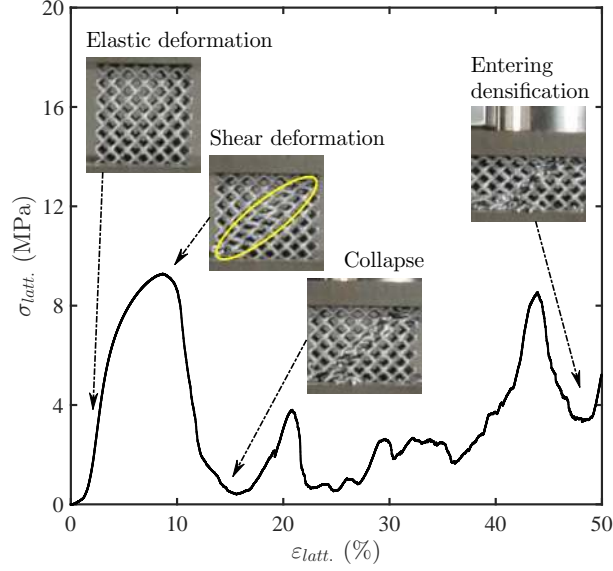 Elastic deformation
Shear deformation
Collapse
Entering
densification
σlatt. (MPa)
20
16
12
8
4
0
0 10 20 30 40 50
εlatt. (%)